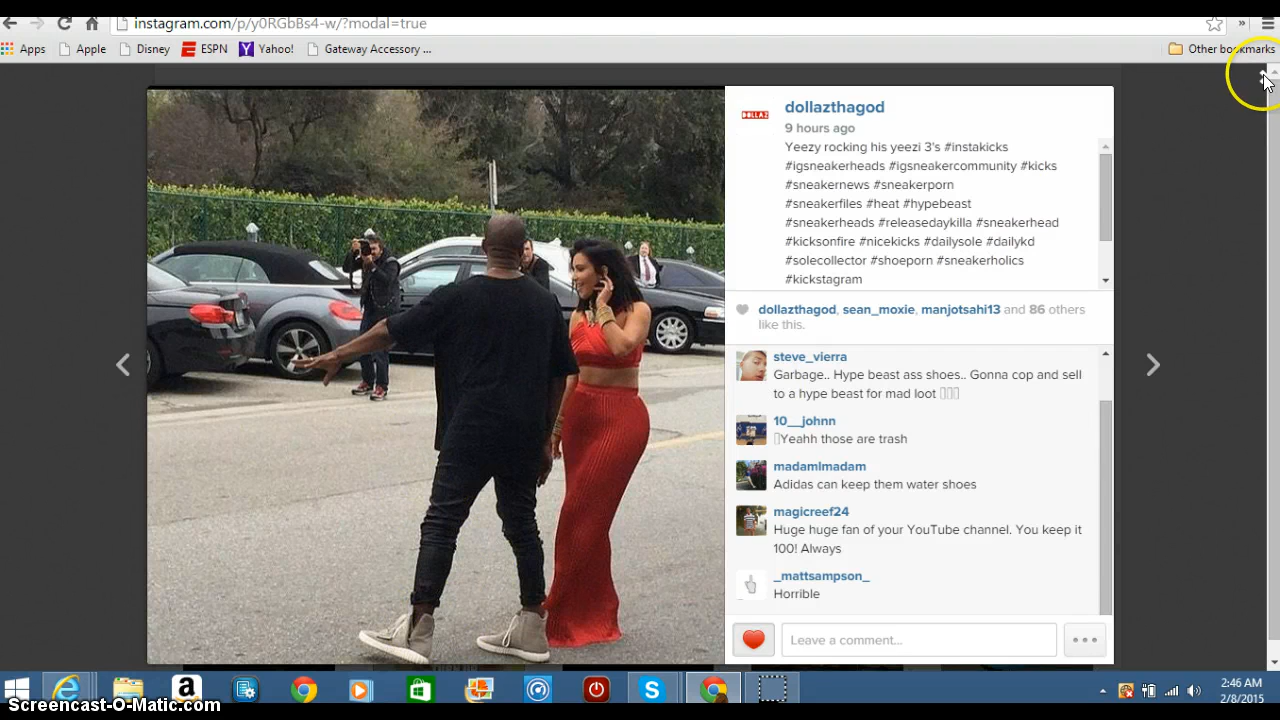 instagram.com/p/y0RGbBs4-w/?modal=true
Apps Apple Disney ESPN Yahoo! Gateway Accessory ... Other bookmarks
DOLLAZ
dollazthagod
9 hours ago
Yeezy rocking his yeezi 3's #instakicks
#igsneakerheads #igsneakercommunity #kicks
#sneakernews #sneakerporn
#sneakerfiles #heat #hypebeast
#sneakerheads #releasedaykilla #sneakerhead
#kicksonfire #nicekicks #dailysole #dailykd
#solecollector #shoeporn #sneakerholics
#kickstagram
dollazthagod, sean_moxie, manjotsahi13 and 86 others
like this.
steve_vierra
Garbage.. Hype beast ass shoes.. Gonna cop and sell
to a hype beast for mad loot
10__johnn
Yeahh those are trash
madamlmadam
Adidas can keep them water shoes
magicreef24
Huge huge fan of your YouTube channel. You keep it
100! Always
_mattsampson_
Horrible
Leave a comment...
2:46 AM
2/8/2015
Screencast-O-Matic.com